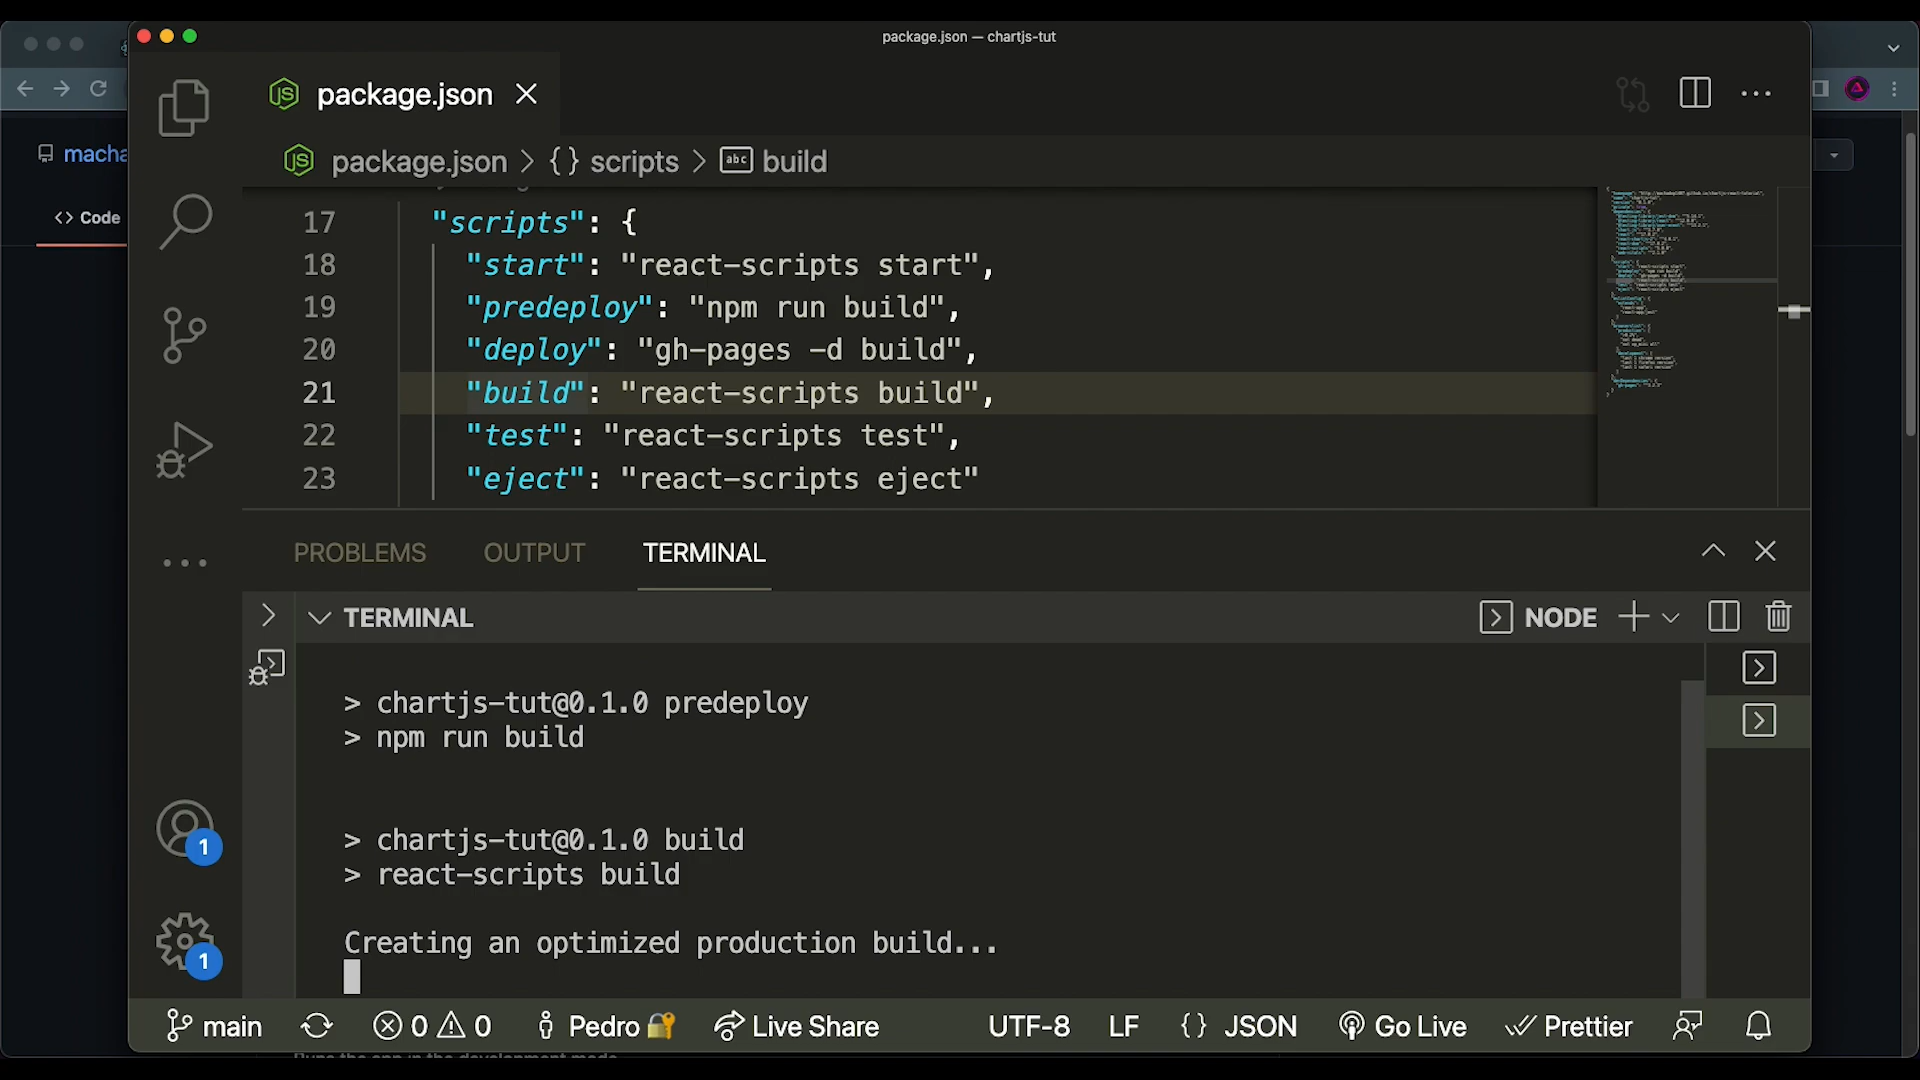 package.json — chartjs-tut
package.json
package.json > {} scripts > abc build
macha
<> Code
17 "scripts": {
18 "start": "react-scripts start",
19 "predeploy": "npm run build",
20 "deploy": "gh-pages -d build",
21 "build": "react-scripts build",
22 "test": "react-scripts test",
23 "eject": "react-scripts eject"
PROBLEMS OUTPUT TERMINAL
TERMINAL
NODE
> chartjs-tut@0.1.0 predeploy
> npm run build
> chartjs-tut@0.1.0 build
> react-scripts build
Creating an optimized production build...
1
1
main 0 0 Pedro Live Share UTF-8 LF {} JSON Go Live Prettier